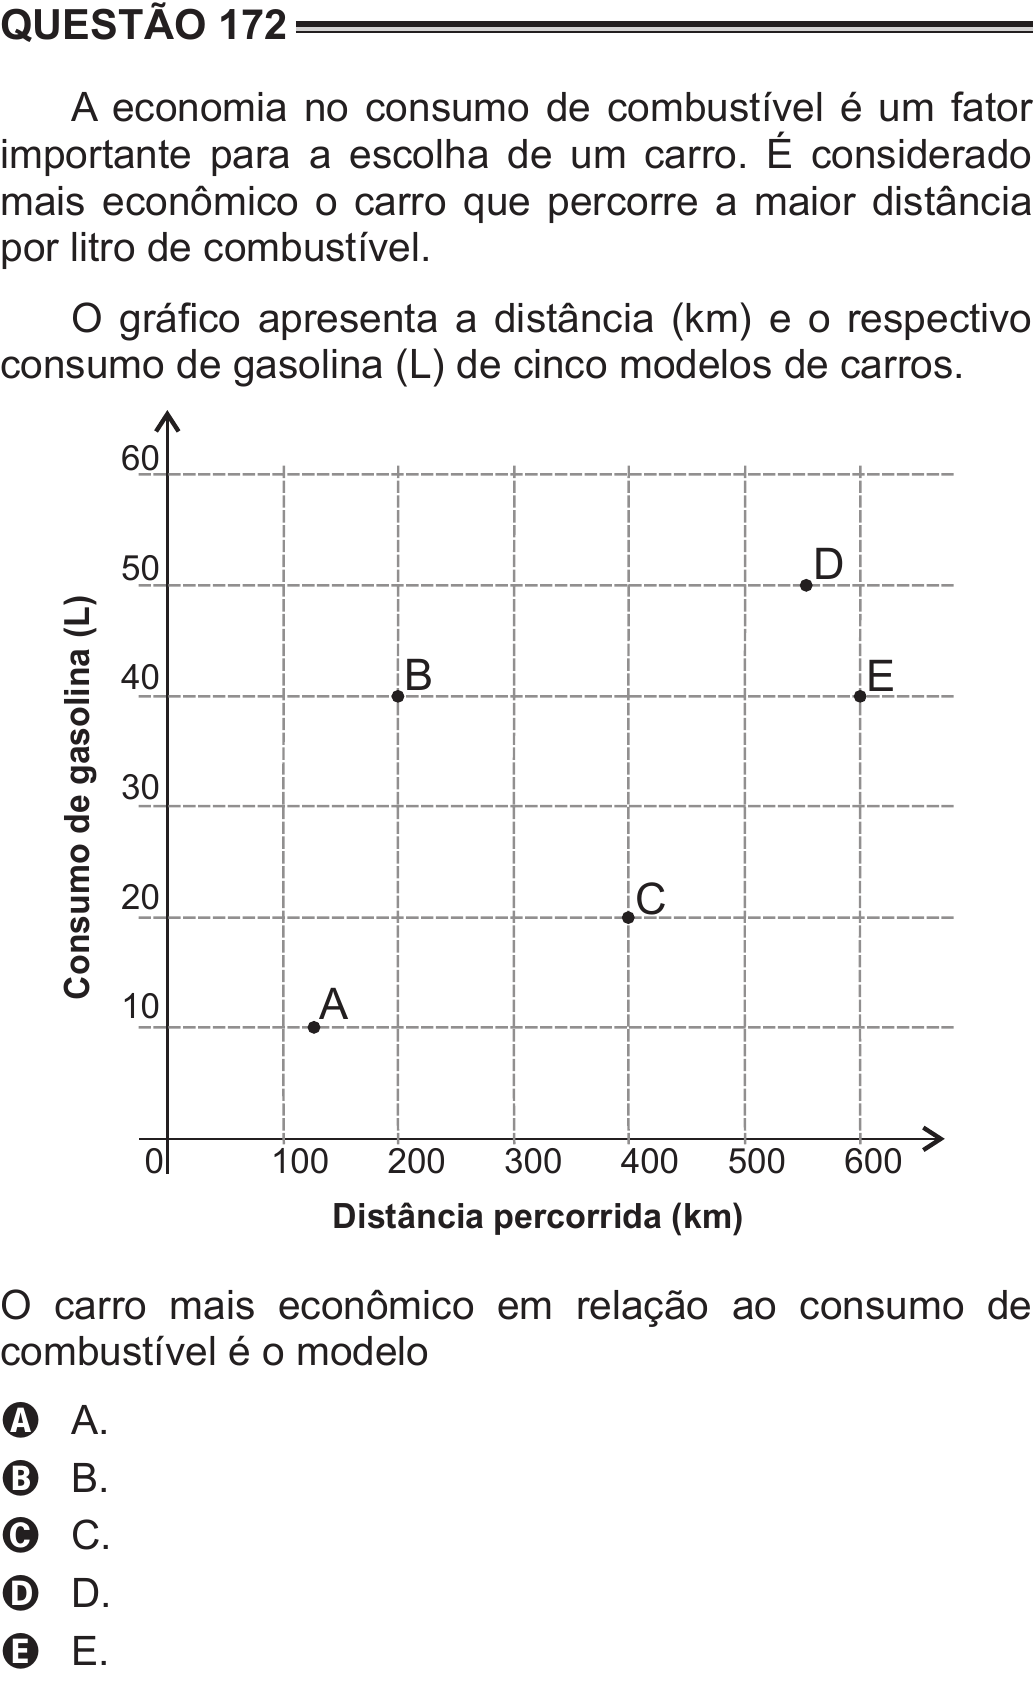 QUESTÃO 172
A economia no consumo de combustível é um fator
importante para a escolha de um carro. É considerado
mais econômico o carro que percorre a maior distância
por litro de combustível.
O gráfico apresenta a distância (km) e o respectivo
consumo de gasolina (L) de cinco modelos de carros.
60
50
D
40
B
E
30
20
C
10
A
Consumo de gasolina (L)
0
100
200
300
400
500
600
Distância percorrida (km)
O carro mais econômico em relação ao consumo de
combustível é o modelo
A A.
B B.
C C.
D D.
E E.